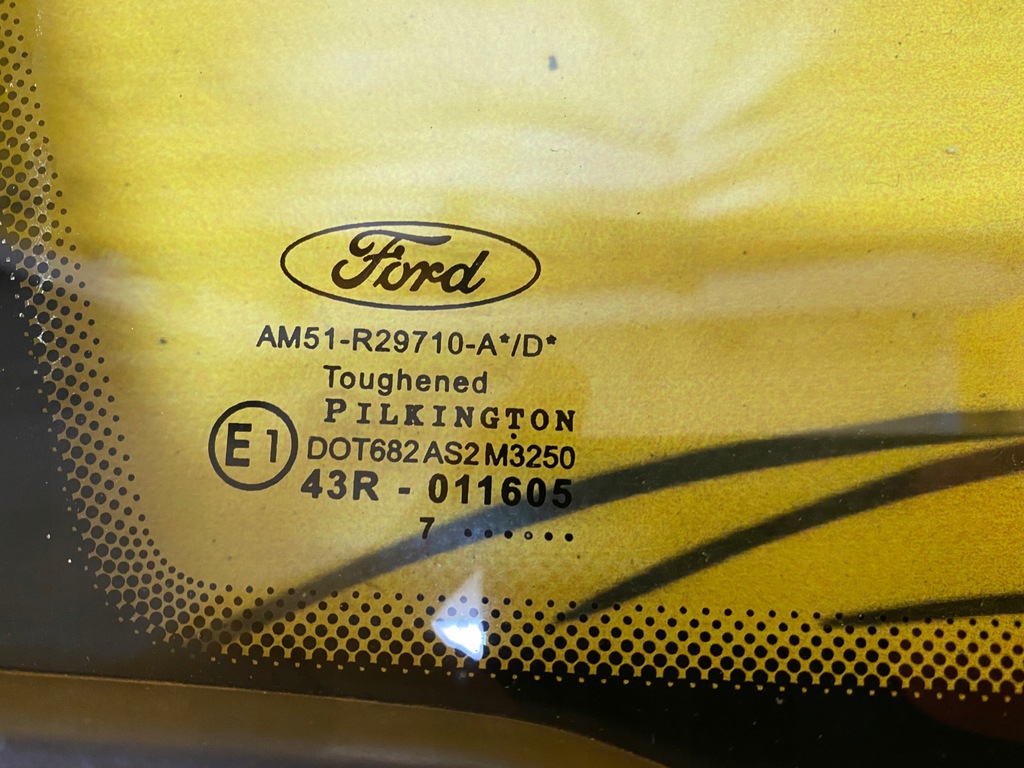 Ford
AM51-R29710-A*/D*
Toughened
PILKINGTON
E1 DOT682 AS2 M3250
43R - 011605
7 ......